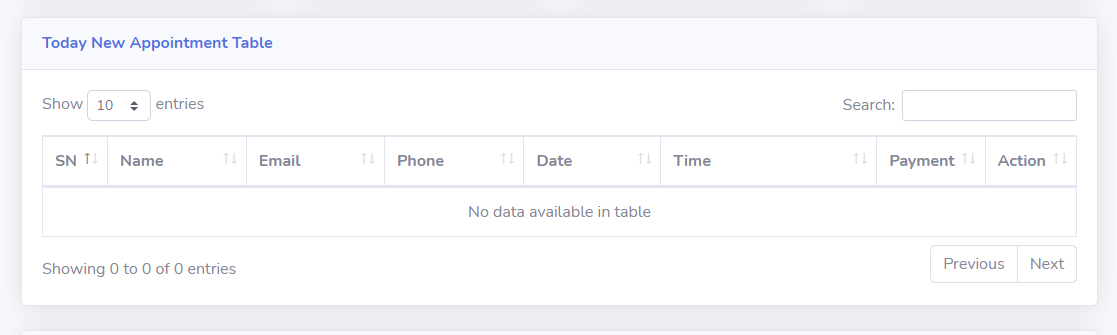 Today New Appointment Table
Show 10 entries Search:
SN Name Email Phone Date Time Payment Action
No data available in table
Showing 0 to 0 of 0 entries Previous Next